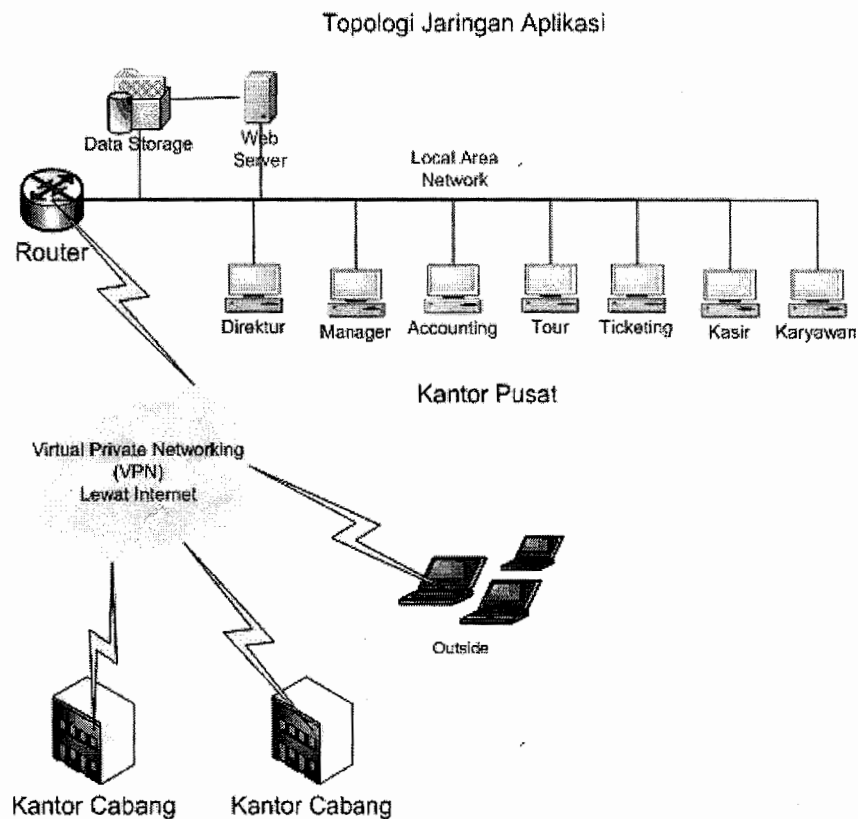 Topologi Jaringan Aplikasi
Data Storage
Web
Server
Local Area
Network
Router
Direktur
Manager
Accounting
Tour
Ticketing
Kasir
Karyawan
Kantor Pusat
Virtual Private Networking
(VPN)
Lewat Internet
Outside
Kantor Cabang
Kantor Cabang